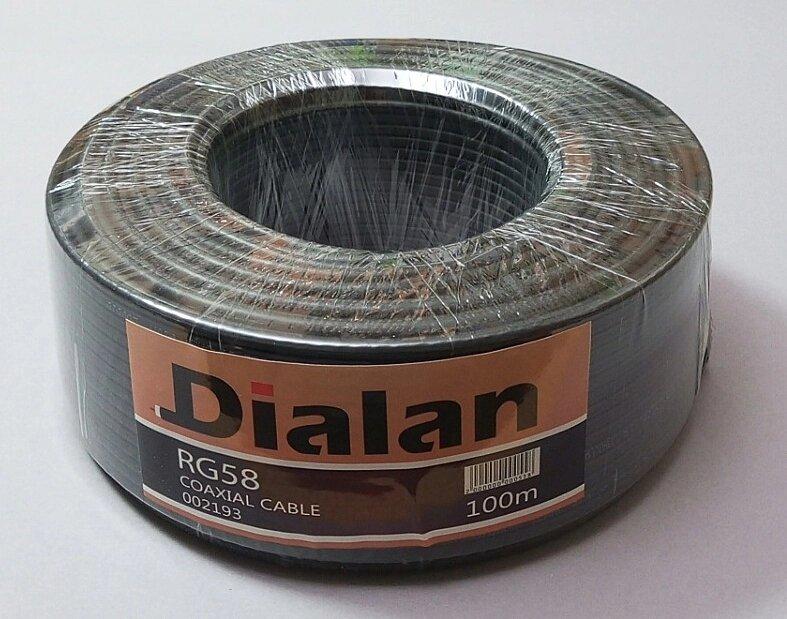 Dialan
RG58
COAXIAL CABLE
002193
100m